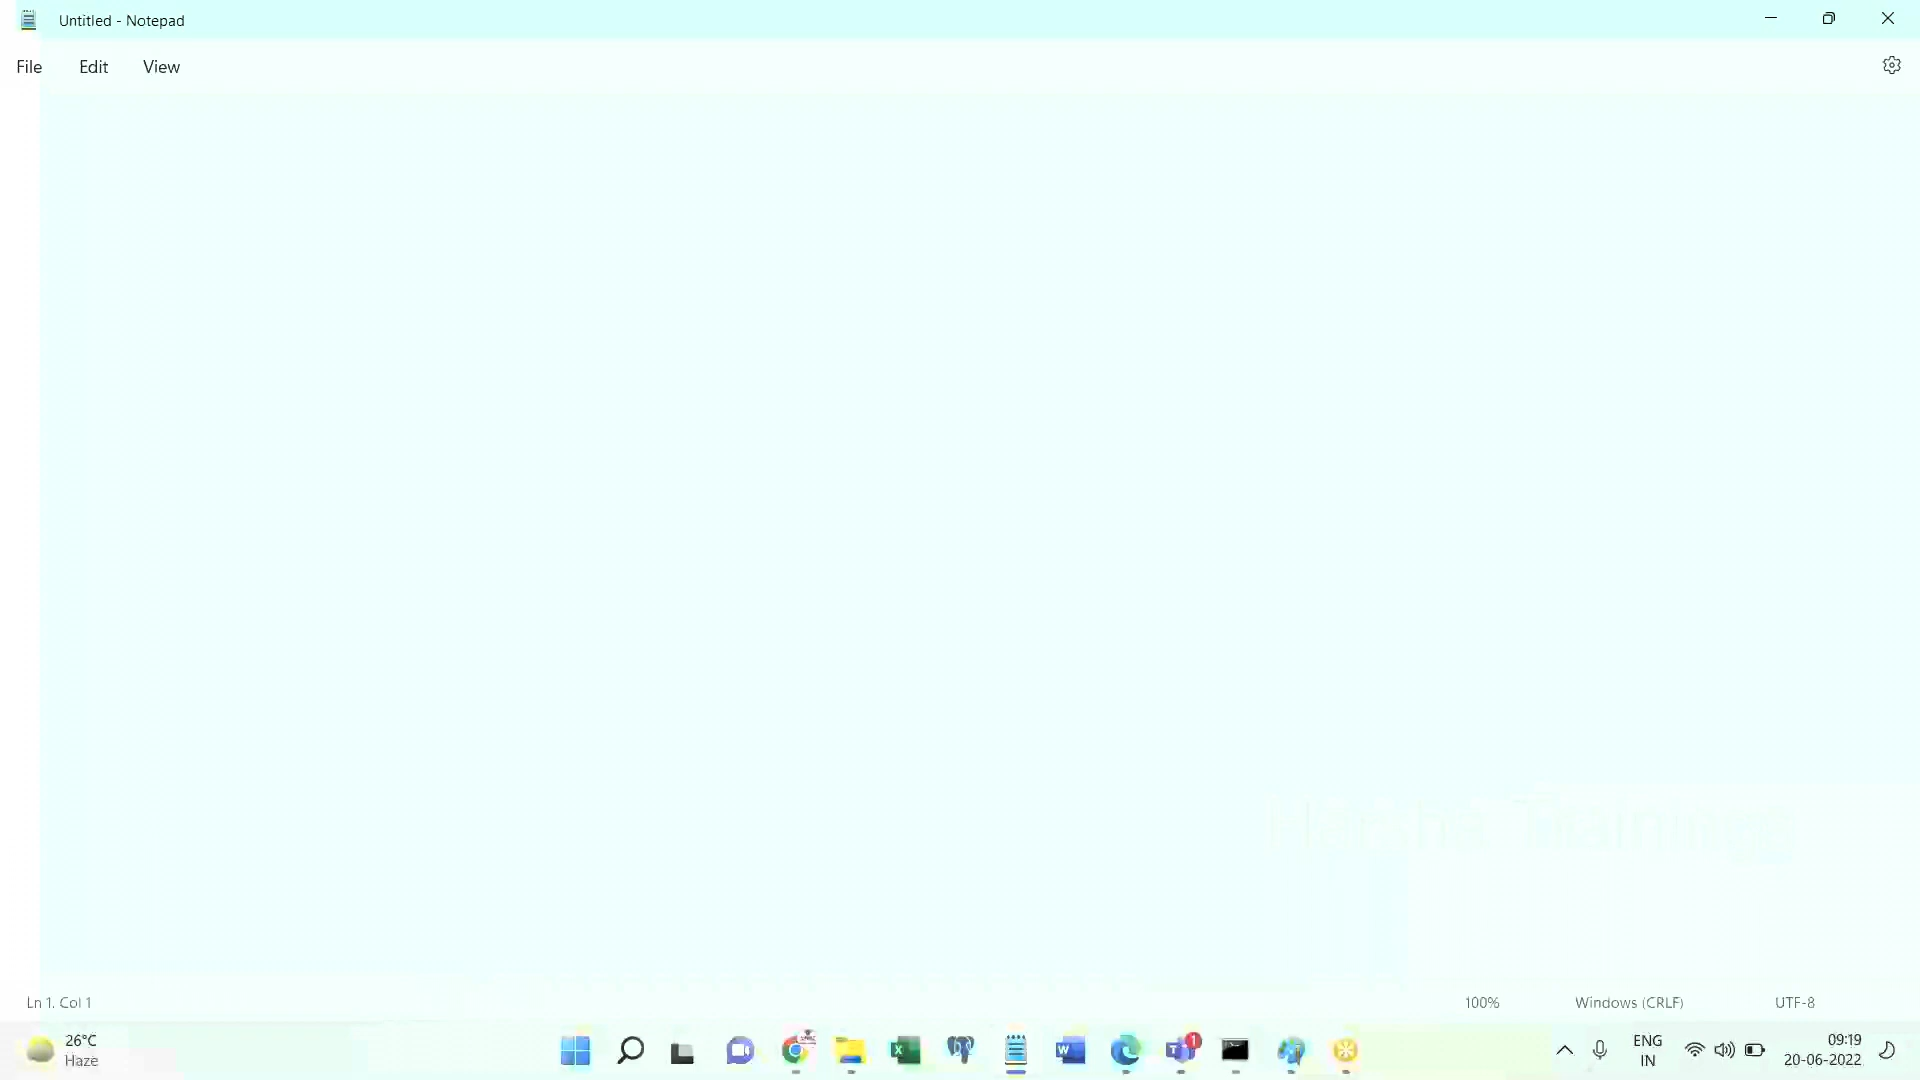 Untitled - Notepad
File Edit View
Ln 1, Col 1 100% Windows (CRLF) UTF-8
26°C
Haze
1
ENG
IN
09:19
20-06-2022